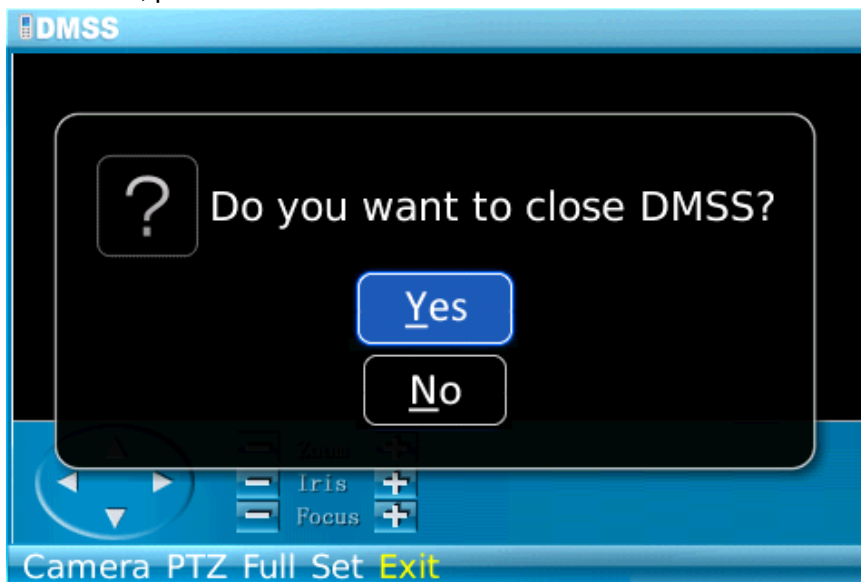 DMSS
Do you want to close DMSS?
Yes
No
Zoom
Iris
Focus
Camera PTZ Full Set Exit